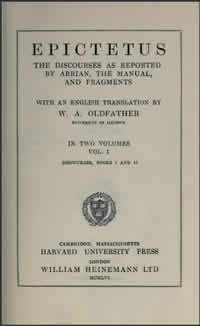 EPICTETUS
THE DISCOURSES AS REPORTED
BY ARRIAN, THE MANUAL,
AND FRAGMENTS
WITH AN ENGLISH TRANSLATION BY
W. A. OLDFATHER
UNIVERSITY OF ILLINOIS
IN TWO VOLUMES
VOL. I
DISCOURSES, BOOKS I AND II
CAMBRIDGE, MASSACHUSETTS
HARVARD UNIVERSITY PRESS
LONDON
WILLIAM HEINEMANN LTD